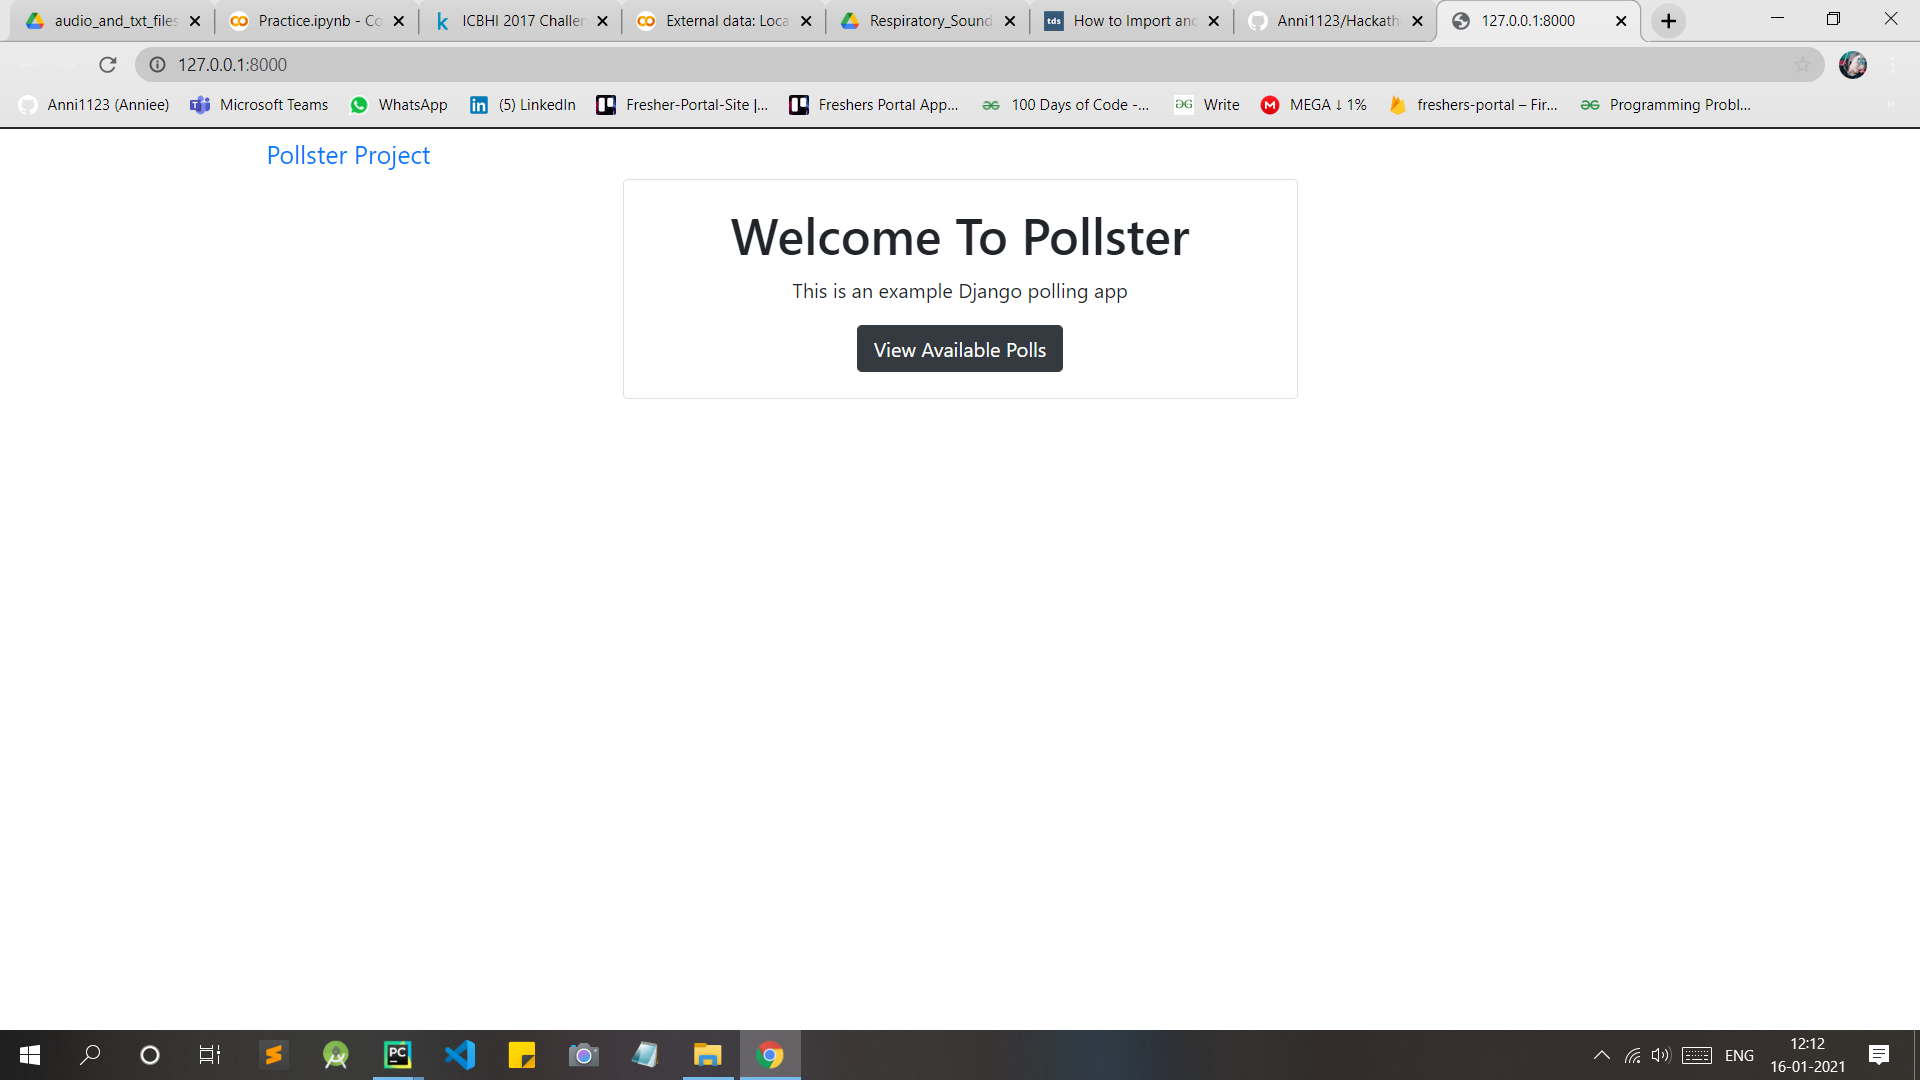 audio_and_txt_files
Practice.ipynb - Co
ICBHI 2017 Challen
External data: Loca
Respiratory_Sound
tds
How to Import and
Anni1123/Hackath
127.0.0.1:8000
127.0.0.1:8000
Anni1123 (Anniee)
Microsoft Teams
WhatsApp
(5) LinkedIn
Fresher-Portal-Site |...
Freshers Portal App...
100 Days of Code -...
Write
MEGA ↓ 1%
freshers-portal – Fir...
Programming Probl...
»
Pollster Project
Welcome To Pollster
This is an example Django polling app
View Available Polls
PC
ENG
12:12
16-01-2021